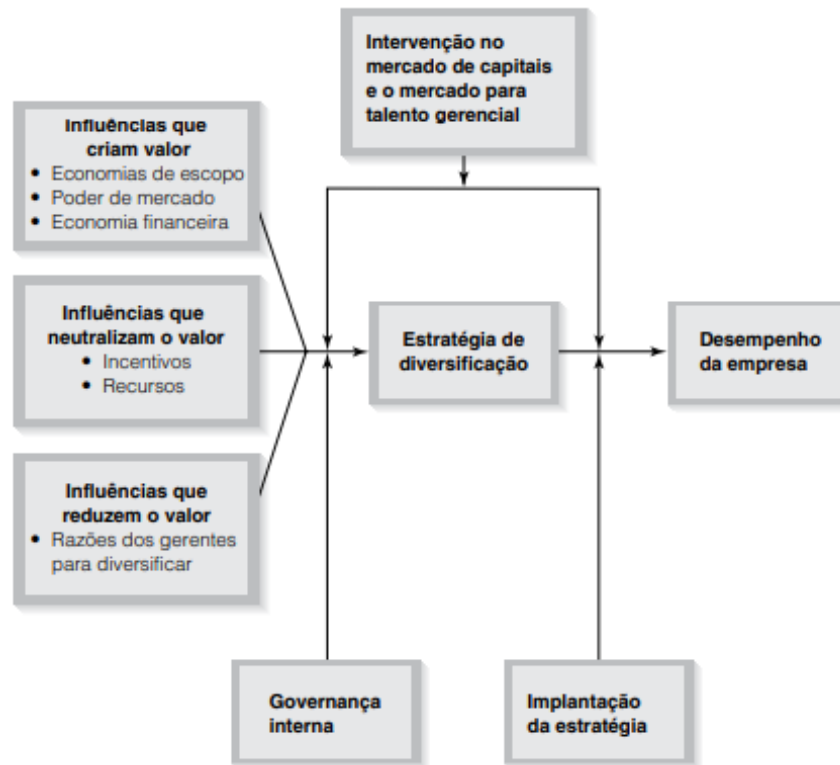 Intervenção no
mercado de capitais
e o mercado para
talento gerencial
Influências que
criam valor
• Economias de escopo
• Poder de mercado
• Economia financeira
Influências que
neutralizam o valor
• Incentivos
• Recursos
Estratégia de
diversificação
Desempenho
da empresa
Influências que
reduzem o valor
• Razões dos gerentes
para diversificar
Governança
interna
Implantação
da estratégia